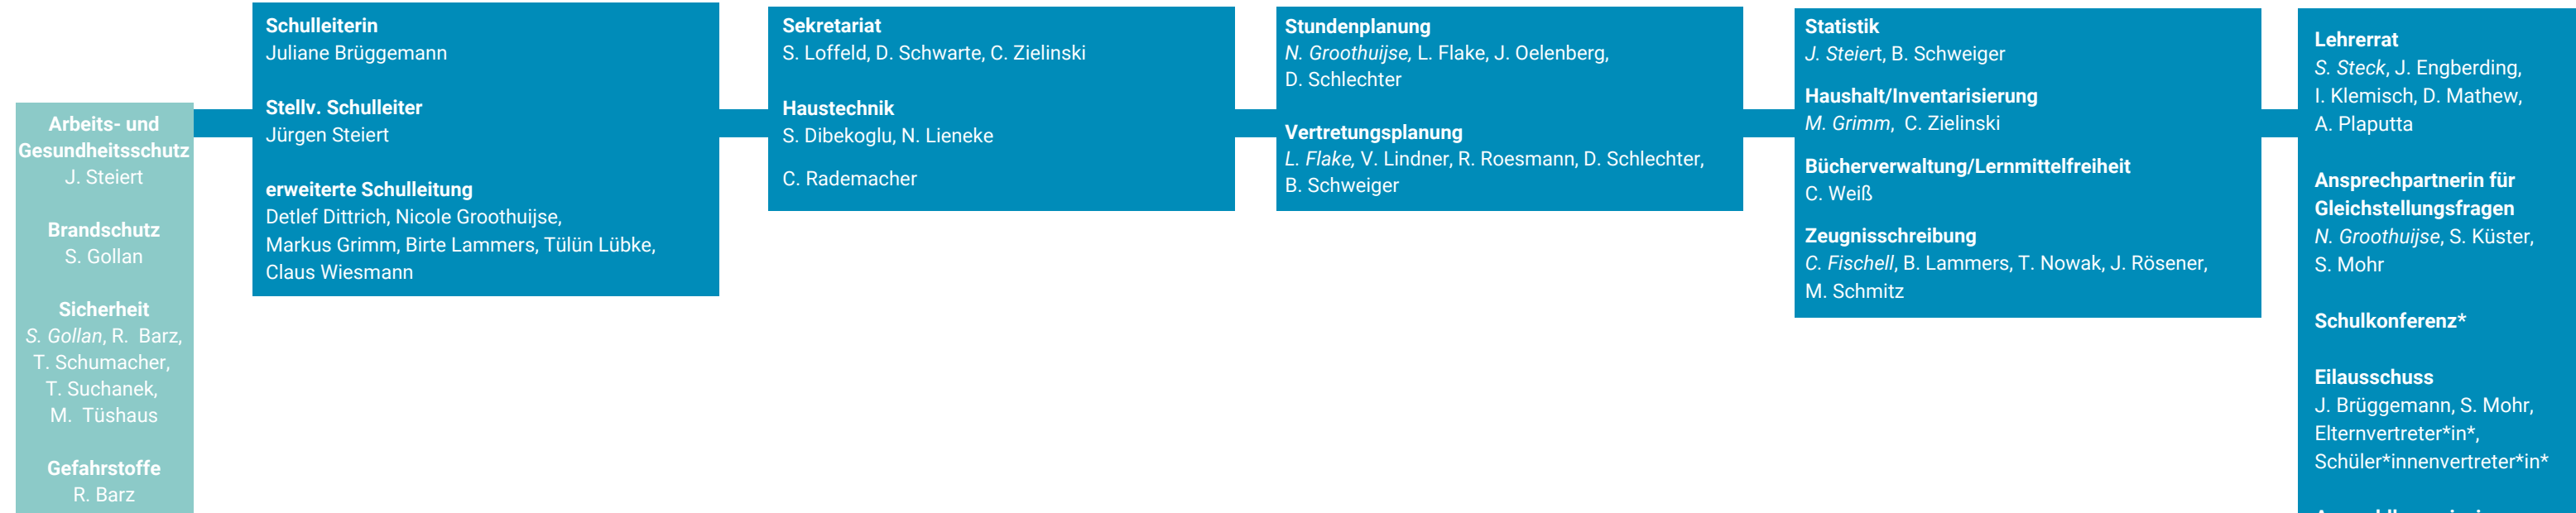 Arbeits- und
Gesundheitsschutz
J. Steiert
Brandschutz
S. Gollan
Sicherheit
S. Gollan, R. Barz,
T. Schumacher,
T. Suchanek,
M. Tüshaus
Gefahrstoffe
R. Barz
Schulleiterin
Juliane Brüggemann
Stellv. Schulleiter
Jürgen Steiert
erweiterte Schulleitung
Detlef Dittrich, Nicole Groothuijse,
Markus Grimm, Birte Lammers, Tülün Lübke,
Claus Wiesmann
Sekretariat
S. Loffeld, D. Schwarte, C. Zielinski
Haustechnik
S. Dibekoglu, N. Lieneke
C. Rademacher
Stundenplanung
N. Groothuijse, L. Flake, J. Oelenberg,
D. Schlechter
Vertretungsplanung
L. Flake, V. Lindner, R. Roesmann, D. Schlechter,
B. Schweiger
Statistik
J. Steiert, B. Schweiger
Haushalt/Inventarisierung
M. Grimm, C. Zielinski
Bücherverwaltung/Lernmittelfreiheit
C. Weiß
Zeugnisschreibung
C. Fischell, B. Lammers, T. Nowak, J. Rösener,
M. Schmitz
Lehrerrat
S. Steck, J. Engberding,
I. Klemisch, D. Mathew,
A. Plaputta
Ansprechpartnerin für
Gleichstellungsfragen
N. Groothuijse, S. Küster,
S. Mohr
Schulkonferenz*
Eilausschuss
J. Brüggemann, S. Mohr,
Elternvertreter*in*,
Schüler*innenvertreter*in*